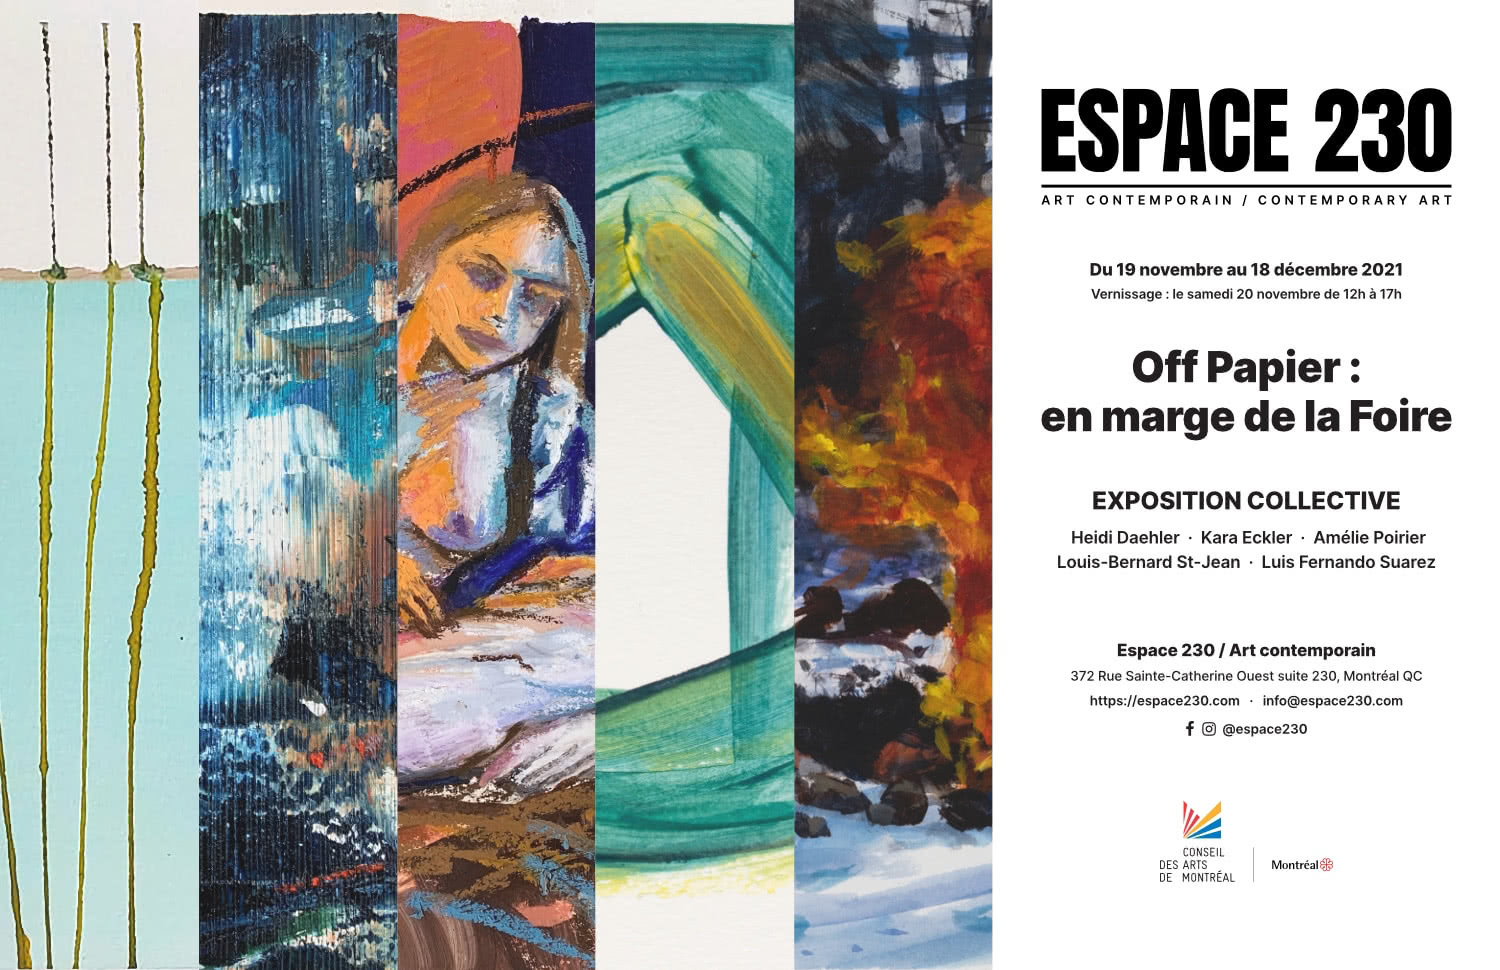 ESPACE 230
ART CONTEMPORAIN / CONTEMPORARY ART
Du 19 novembre au 18 décembre 2021
Vernissage : le samedi 20 novembre de 12h à 17h
Off Papier :
en marge de la Foire
EXPOSITION COLLECTIVE
Heidi Daehler · Kara Eckler · Amélie Poirier
Louis-Bernard St-Jean · Luis Fernando Suarez
Espace 230 / Art contemporain
372 Rue Sainte-Catherine Ouest suite 230, Montréal QC
https://espace230.com · info@espace230.com
@espace230
CONSEIL
DES ARTS
DE MONTRÉAL
Montréal